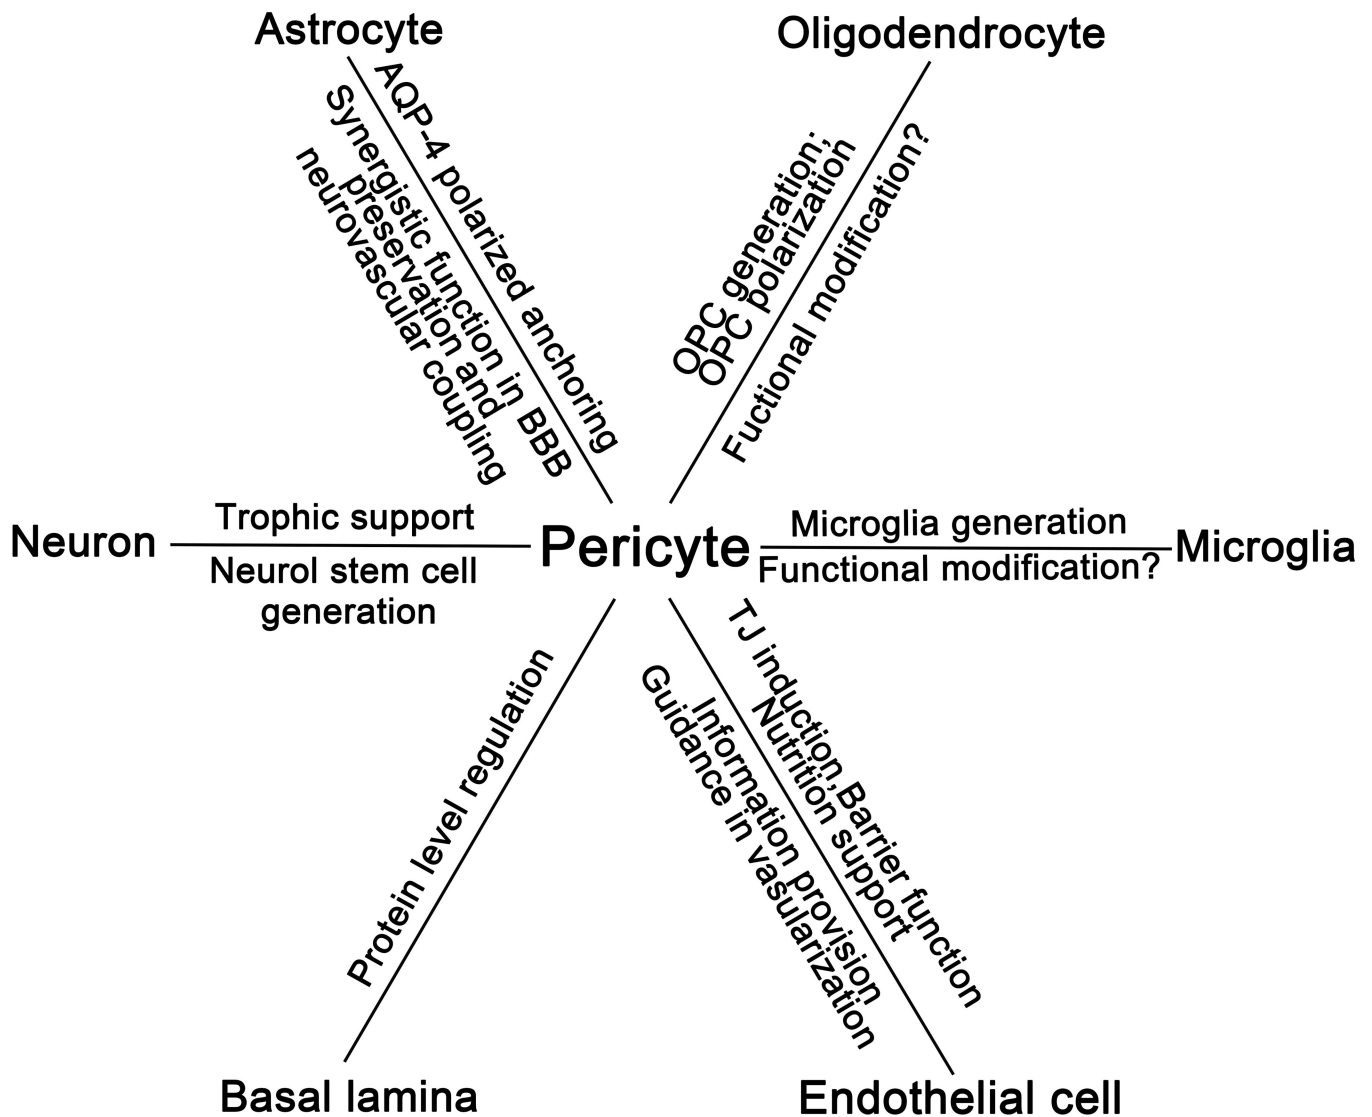 Astrocyte
Oligodendrocyte
AQP-4 polarized anchoring
Synergistic function in BBB
preservation and
neurovascular coupling
OPC generation;
OPC polarization
Fuctional modification?
Neuron
Trophic support
Neurol stem cell
generation
Pericyte
Microglia generation
Functional modification?
Microglia
Protein level regulation
TJ induction, Barrier function
Nutrition support
Information provision
Guidance in vasularization
Basal lamina
Endothelial cell